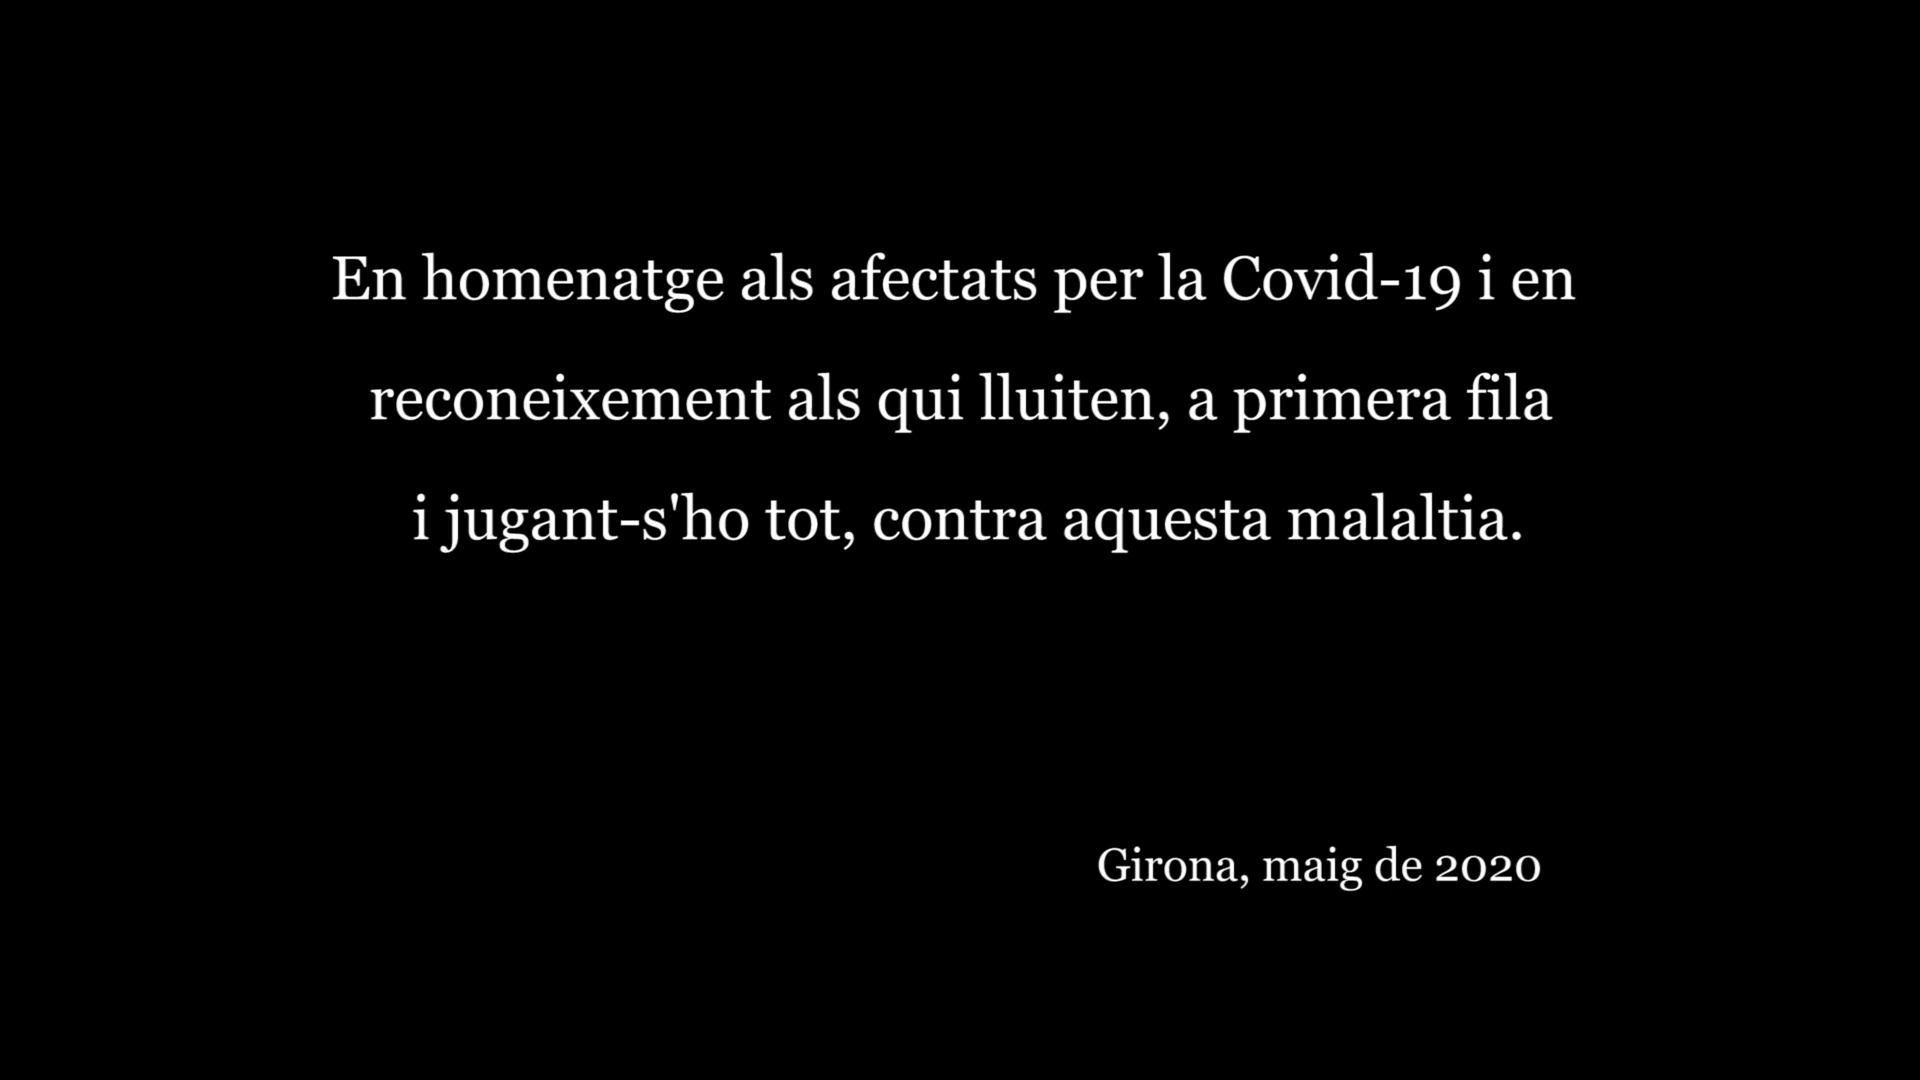 En homenatge als afectats per la Covid-19 i en
reconeixement als qui lluiten, a primera fila
i jugant-s'ho tot, contra aquesta malaltia.
Girona, maig de 2020